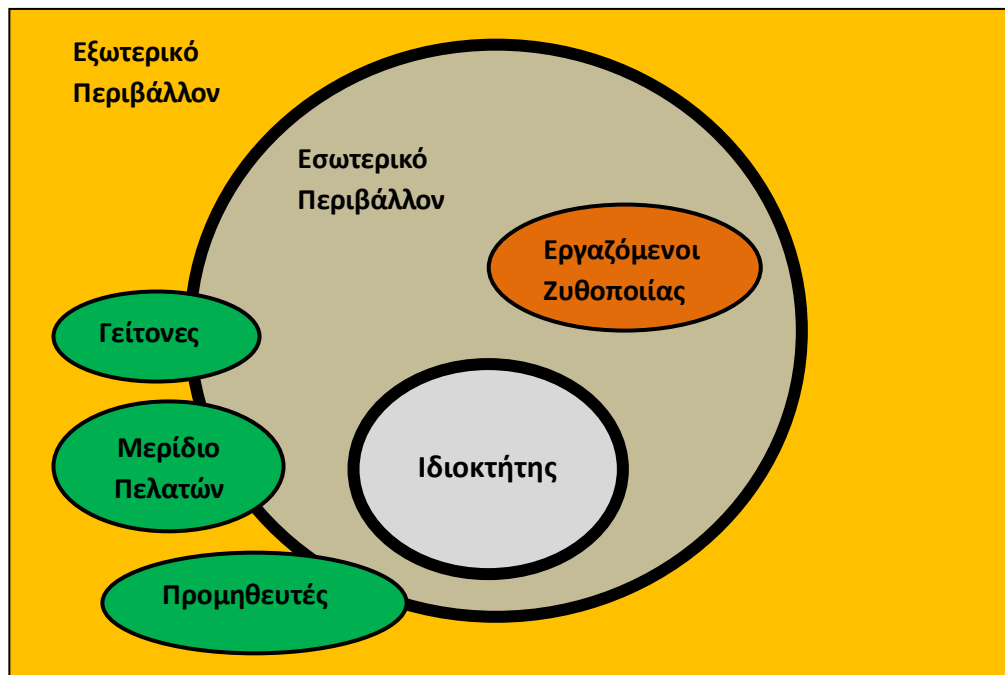 Εξωτερικό
Περιβάλλον
Εσωτερικό
Περιβάλλον
Εργαζόμενοι
Ζυθοποιίας
Γείτονες
Μερίδιο
Πελατών
Ιδιοκτήτης
Προμηθευτές